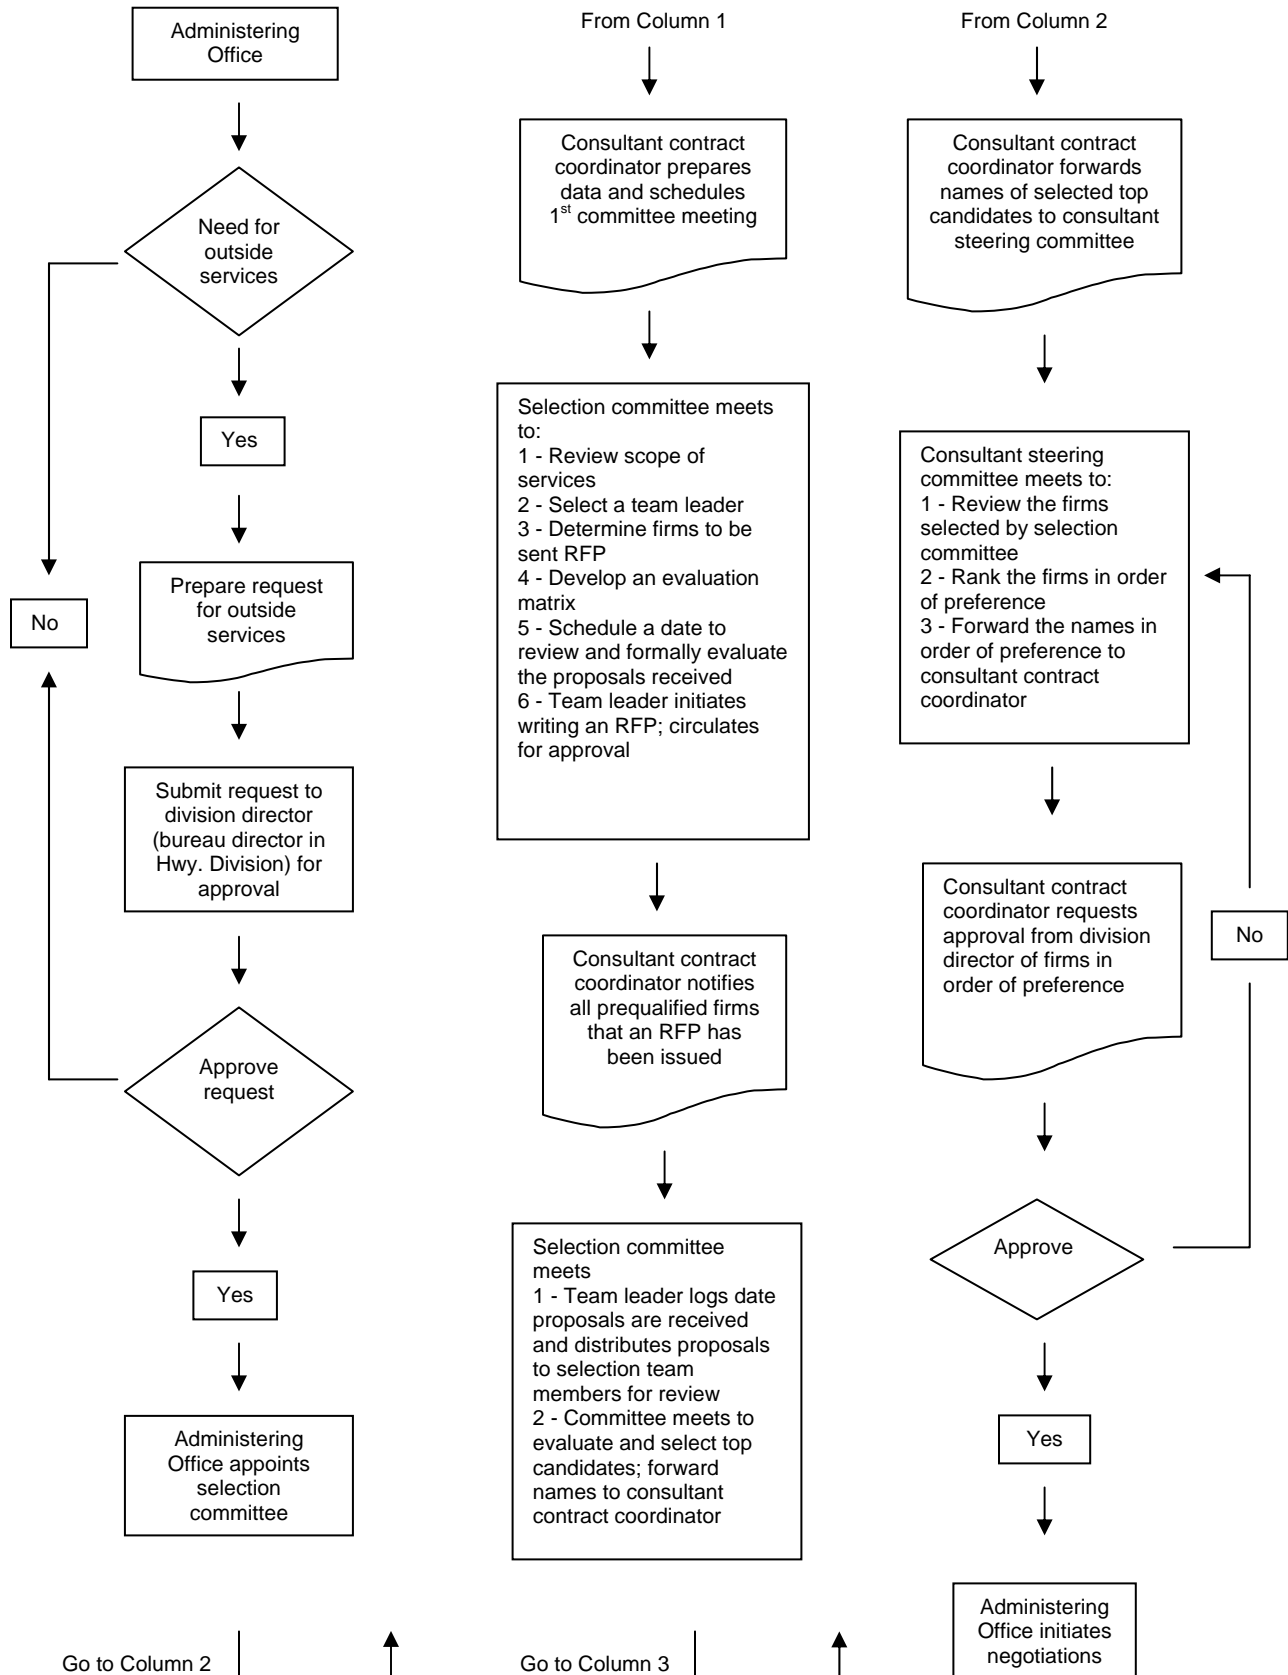 Administering
Office
Need for
outside
services
Yes
No
Prepare request
for outside
services
Submit request to
division director
(bureau director in
Hwy. Division) for
approval
Approve
request
Yes
Administering
Office appoints
selection
committee
Go to Column 2
From Column 1
Consultant contract
coordinator prepares
data and schedules
1st committee meeting
Selection committee meets
to:
1 - Review scope of
services
2 - Select a team leader
3 - Determine firms to be
sent RFP
4 - Develop an evaluation
matrix
5 - Schedule a date to
review and formally evaluate
the proposals received
6 - Team leader initiates
writing an RFP; circulates
for approval
Consultant contract
coordinator notifies
all prequalified firms
that an RFP has
been issued
Selection committee
meets
1 - Team leader logs date
proposals are received
and distributes proposals
to selection team
members for review
2 - Committee meets to
evaluate and select top
candidates; forward
names to consultant
contract coordinator
Go to Column 3
From Column 2
Consultant contract
coordinator forwards
names of selected top
candidates to consultant
steering committee
Consultant steering
committee meets to:
1 - Review the firms
selected by selection
committee
2 - Rank the firms in order
of preference
3 - Forward the names in
order of preference to
consultant contract
coordinator
Consultant contract
coordinator requests
approval from division
director of firms in
order of preference
No
Approve
Yes
Administering
Office initiates
negotiations